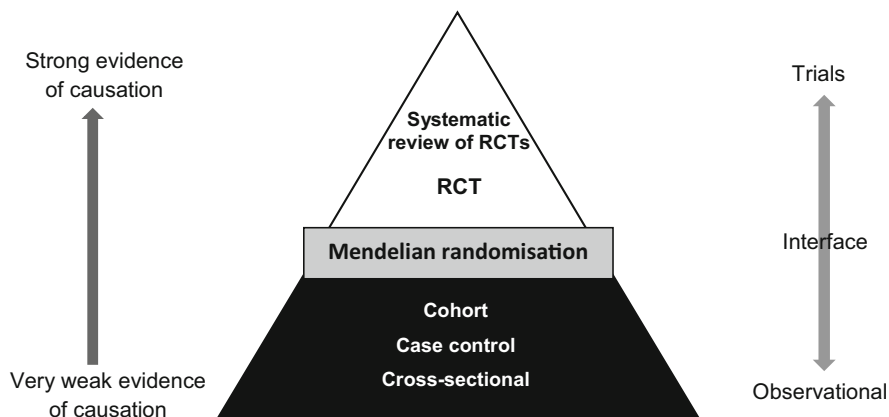 Strong evidence
of causation
Very weak evidence
of causation
Systematic
review of RCTs
RCT
Mendelian randomisation
Cohort
Case control
Cross-sectional
Trials
Interface
Observational